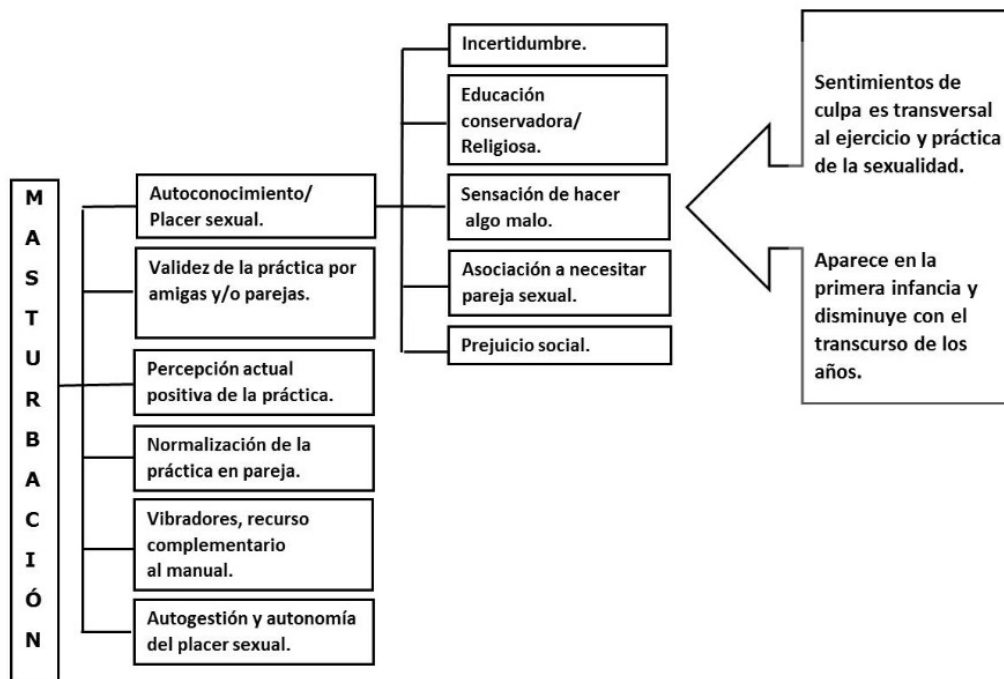 MASTURBACIÓN
Autoconocimiento/
Placer sexual.
Validez de la práctica por
amigas y/o parejas.
Percepción actual
positiva de la práctica.
Normalización de la
práctica en pareja.
Vibradores, recurso
complementario
al manual.
Autogestión y autonomía
del placer sexual.
Incertidumbre.
Educación
conservadora/
Religiosa.
Sensación de hacer
algo malo.
Asociación a necesitar
pareja sexual.
Prejuicio social.
Sentimientos de
culpa es transversal
al ejercicio y práctica
de la sexualidad.
Aparece en la
primera infancia y
disminuye con el
transcurso de los
años.